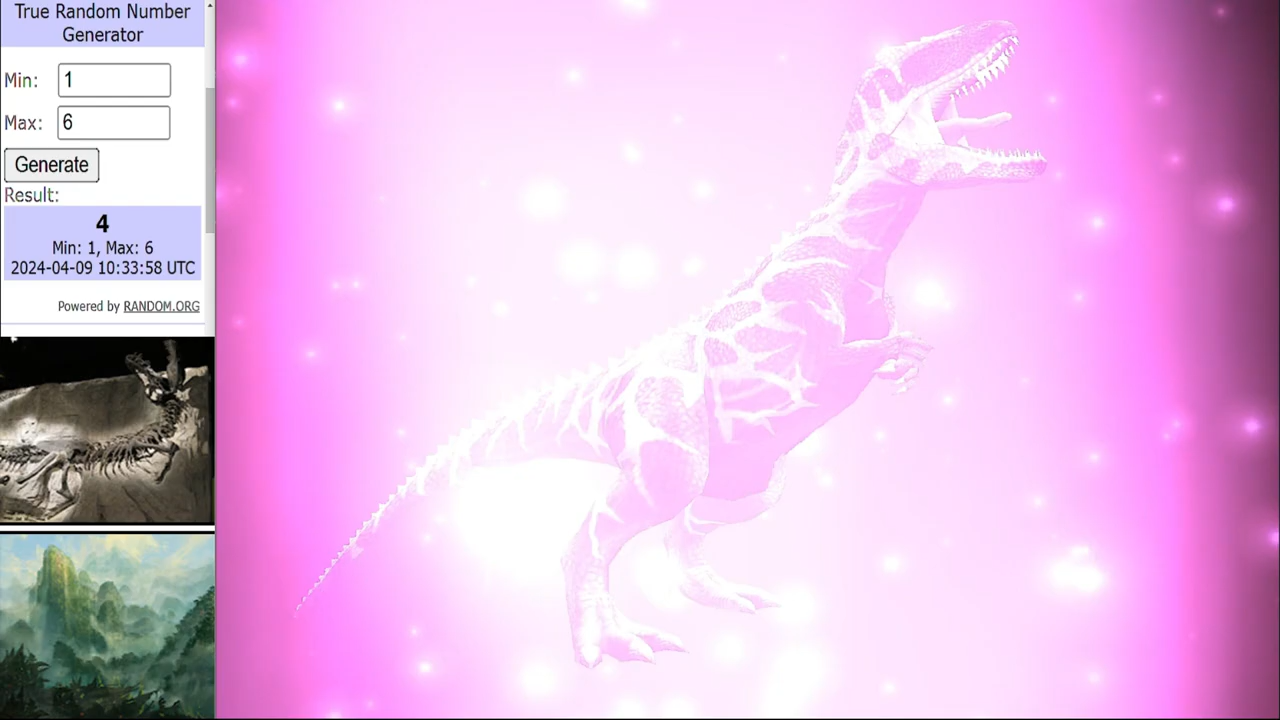 True Random Number
Generator
Min: 1
Max: 6
Generate
Result:
4
Min: 1, Max: 6
2024-04-09 10:33:58 UTC
Powered by RANDOM.ORG